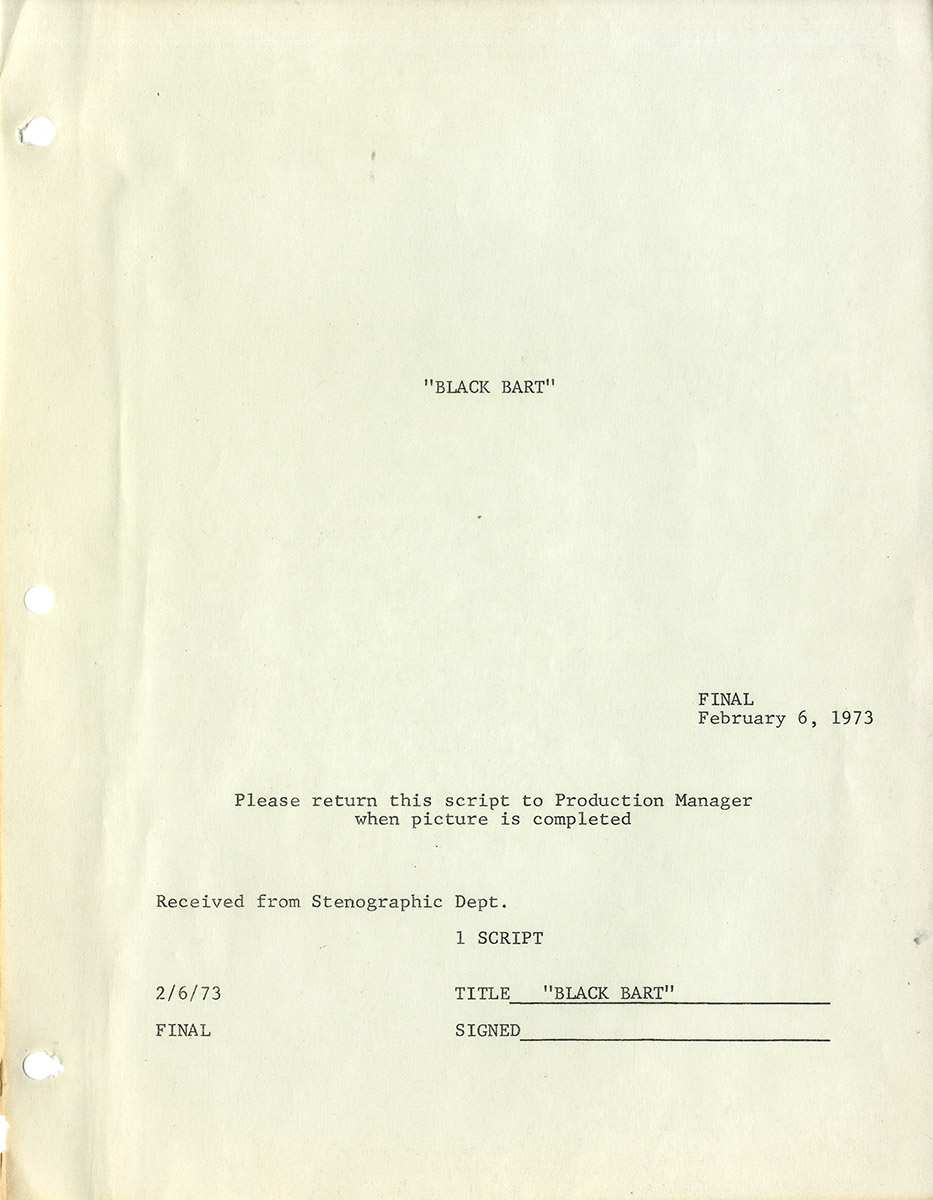 "BLACK BART"
FINAL
February 6, 1973
Please return this script to Production Manager
when picture is completed
Received from Stenographic Dept.
1 SCRIPT
2/6/73 TITLE "BLACK BART"
FINAL SIGNED